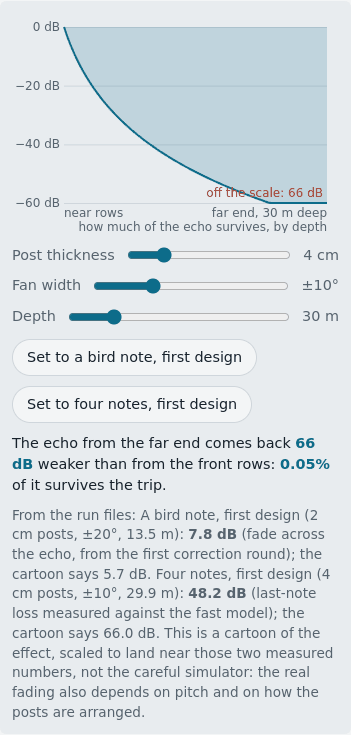 0 dB
−20 dB
−40 dB
−60 dB
off the scale: 66 dB
near rows
far end, 30 m deep
how much of the echo survives, by depth
Post thickness 4 cm
Fan width ±10°
Depth 30 m
Set to a bird note, first design
Set to four notes, first design
The echo from the far end comes back 66
dB weaker than from the front rows: 0.05%
of it survives the trip.
From the run files: A bird note, first design (2
cm posts, ±20°, 13.5 m): 7.8 dB (fade across
the echo, from the first correction round); the
cartoon says 5.7 dB. Four notes, first design (4
cm posts, ±10°, 29.9 m): 48.2 dB (last-note
loss measured against the fast model); the
cartoon says 66.0 dB. This is a cartoon of the
effect, scaled to land near those two measured
numbers, not the careful simulator: the real
fading also depends on pitch and on how the
posts are arranged.